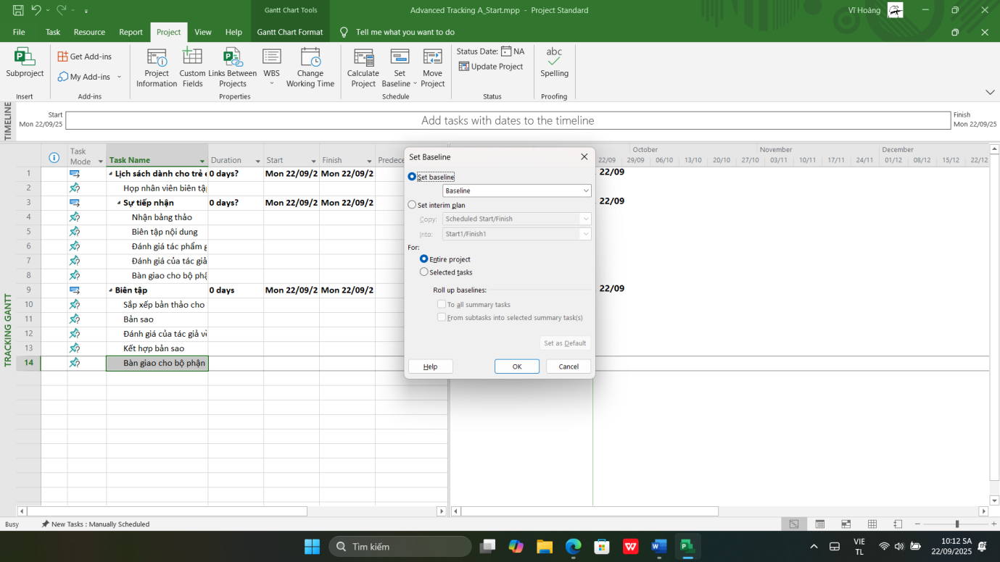 Gantt Chart Tools
Advanced Tracking A_Start.mpp - Project Standard
Vĩ Hoàng
File Task Resource Report Project View Help Gantt Chart Format Tell me what you want to do
Subproject
Insert
Get Add-ins
My Add-ins
Add-ins
Project Information
Custom Fields
Links Between Projects
WBS
Change Working Time
Properties
Calculate Project
Set Baseline
Move Project
Schedule
Status Date: NA
Update Project
Status
abc
Spelling
Proofing
TIMELINE
Start
Mon 22/09/25
Add tasks with dates to the timeline
Finish
Mon 22/09/25
TRACKING GANTT
Task Mode Task Name Duration Start Finish Predece
1 Lịch sách dành cho trẻ e 0 days? Mon 22/09/2 Mon 22/09/2
2 Họp nhân viên biên tậ
3 Sự tiếp nhận 0 days? Mon 22/09/2 Mon 22/09/2
4 Nhận bảng thảo
5 Biên tập nội dung
6 Đánh giá tác phẩm g
7 Đánh giá của tác giả
8 Bàn giao cho bộ phậ
9 Biên tập 0 days Mon 22/09/2 Mon 22/09/2
10 Sắp xếp bản thảo cho
11 Bản sao
12 Đánh giá của tác giả về
13 Kết hợp bản sao
14 Bàn giao cho bộ phận
Set Baseline
Set baseline
Baseline
Set interim plan
Copy: Scheduled Start/Finish
Into: Start1/Finish1
For:
Entire project
Selected tasks
Roll up baselines:
To all summary tasks
From subtasks into selected summary task(s)
Set as Default
Help OK Cancel
October November December
22/09 29/09 06/10 13/10 20/10 27/10 03/11 10/11 17/11 24/11 01/12 08/12 15/12 22/12
22/09
22/09
22/09
Busy New Tasks : Manually Scheduled
Tìm kiếm
VIE
TL
10:12 SA
22/09/2025